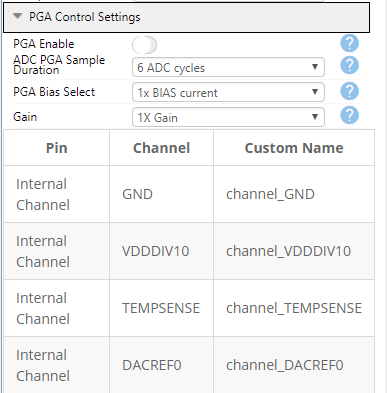 PGA Control Settings
PGA Enable
ADC PGA Sample
Duration
6 ADC cycles
PGA Bias Select
1x BIAS current
Gain
1X Gain
Pin Channel Custom Name
Internal
Channel
GND
channel_GND
Internal
Channel
VDDDIV10
channel_VDDDIV10
Internal
Channel
TEMPSENSE
channel_TEMPSENSE
Internal
Channel
DACREF0
channel_DACREF0